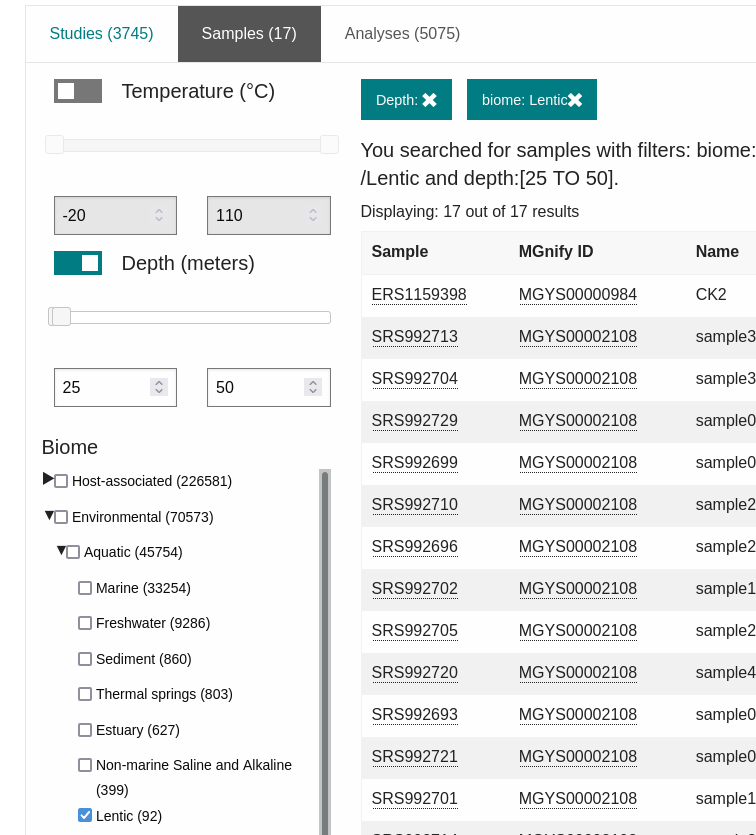 Studies (3745)
Samples (17)
Analyses (5075)
Temperature (°C)
-20
110
Depth (meters)
25
50
Biome
Host-associated (226581)
Environmental (70573)
Aquatic (45754)
Marine (33254)
Freshwater (9286)
Sediment (860)
Thermal springs (803)
Estuary (627)
Non-marine Saline and Alkaline
(399)
Lentic (92)
Depth:
biome: Lentic
You searched for samples with filters: biome:
/Lentic and depth:[25 TO 50].
Displaying: 17 out of 17 results
Sample MGnify ID Name
ERS1159398 MGYS00000984 CK2
SRS992713 MGYS00002108 sample3
SRS992704 MGYS00002108 sample3
SRS992729 MGYS00002108 sample0
SRS992699 MGYS00002108 sample0
SRS992710 MGYS00002108 sample2
SRS992696 MGYS00002108 sample2
SRS992702 MGYS00002108 sample1
SRS992705 MGYS00002108 sample2
SRS992720 MGYS00002108 sample4
SRS992693 MGYS00002108 sample0
SRS992721 MGYS00002108 sample0
SRS992701 MGYS00002108 sample1